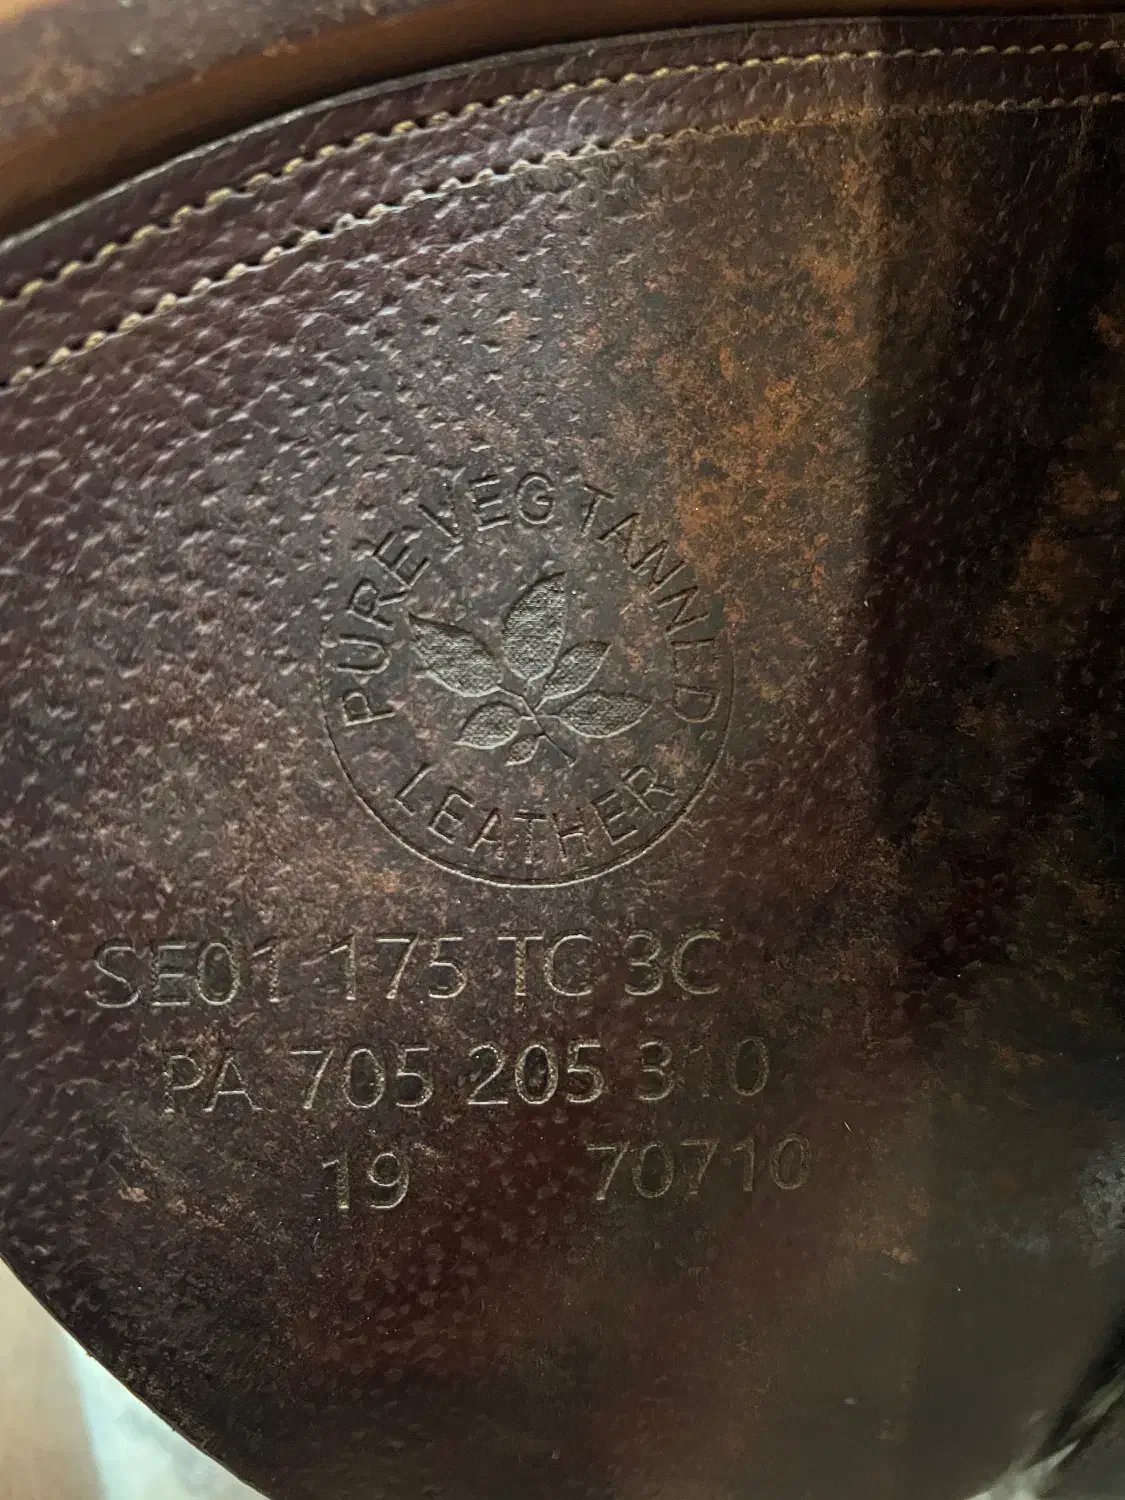 PURE VEG TANNED
LEATHER
SE01 175 TC 3C
PA 705 205 310
19 70710